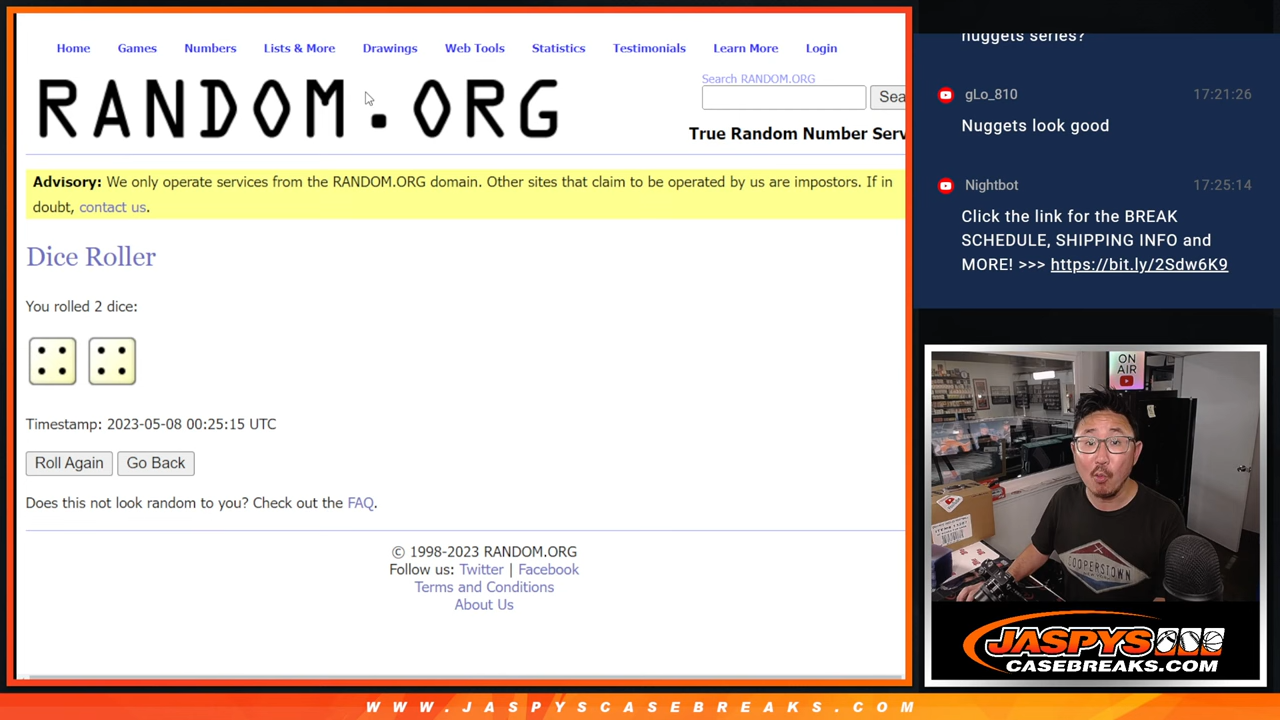 Home Games Numbers Lists & More Drawings Web Tools Statistics Testimonials Learn More Login
RANDOM.ORG
Search RANDOM.ORG
Sea
True Random Number Serv
Advisory: We only operate services from the RANDOM.ORG domain. Other sites that claim to be operated by us are impostors. If in
doubt, contact us.
Dice Roller
You rolled 2 dice:
Timestamp: 2023-05-08 00:25:15 UTC
Roll Again Go Back
Does this not look random to you? Check out the FAQ.
© 1998-2023 RANDOM.ORG
Follow us: Twitter | Facebook
Terms and Conditions
About Us
nuggets series?
gLo_810 17:21:26
Nuggets look good
Nightbot 17:25:14
Click the link for the BREAK
SCHEDULE, SHIPPING INFO and
MORE! >>> https://bit.ly/2Sdw6K9
ON
AIR
COOPERSTOWN
JASPYS
CASEBREAKS.COM
WWW.JASPYSCASEBREAKS.COM